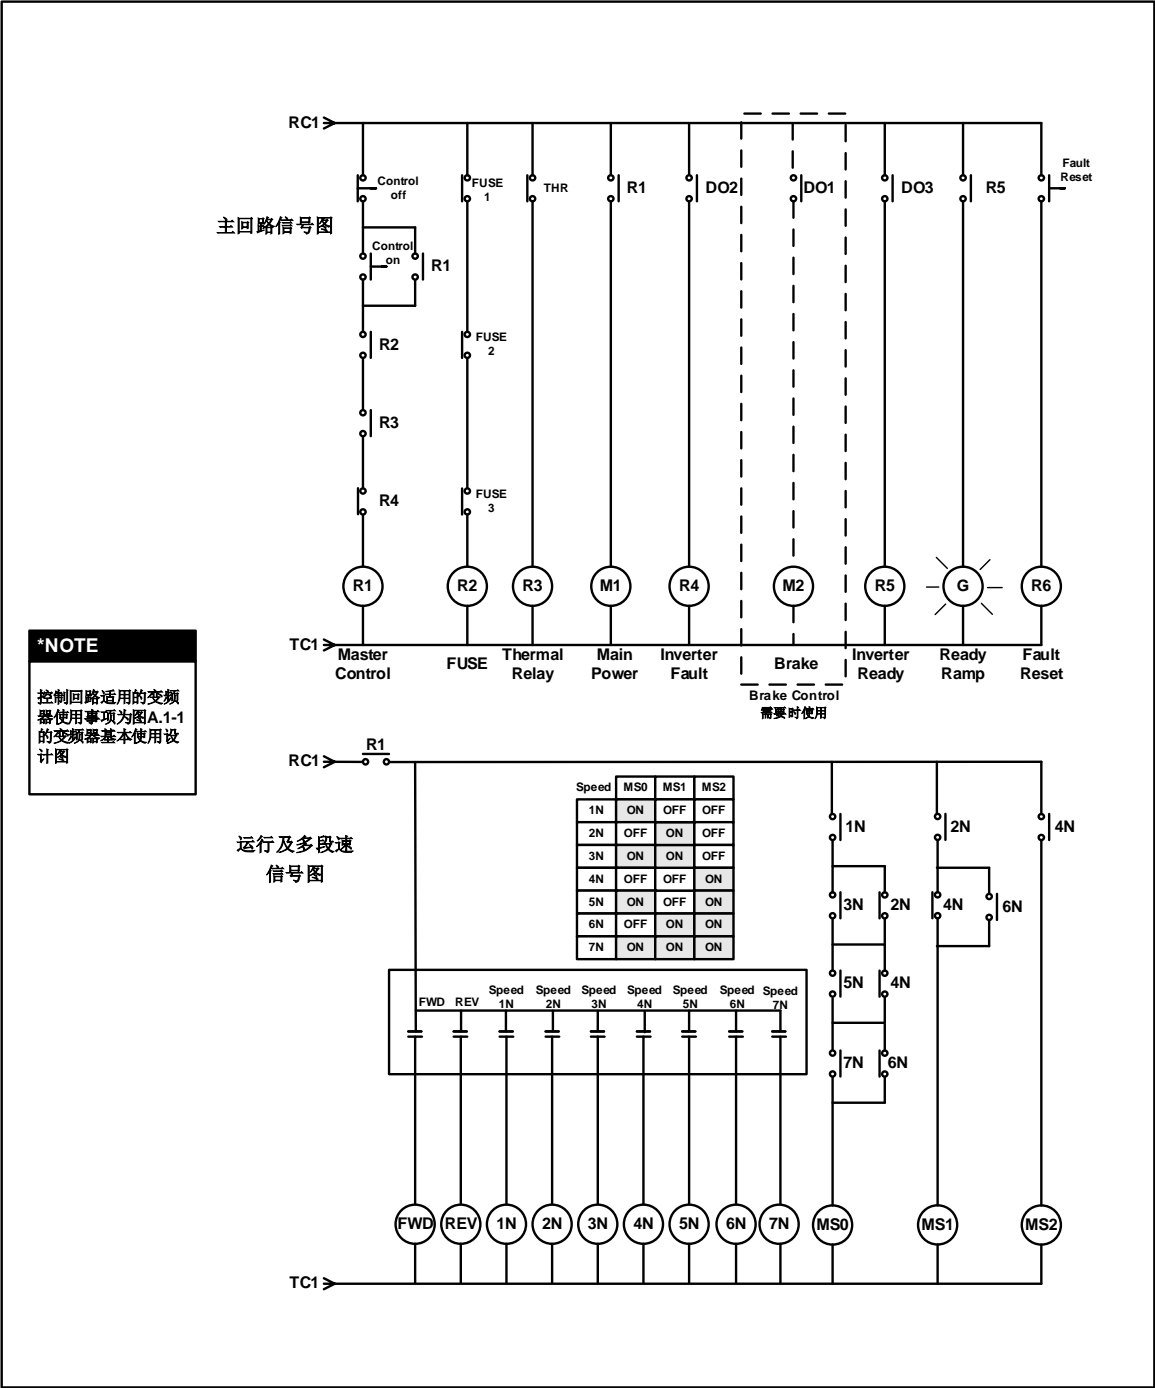 RC1
Control
off
FUSE
1
THR
R1
DO2
DO1
DO3
R5
Fault
Reset
主回路信号图
Control
on
R1
R2
FUSE
2
R3
R4
FUSE
3
R1
R2
R3
M1
R4
M2
R5
G
R6
TC1
Master
Control
FUSE
Thermal
Relay
Main
Power
Inverter
Fault
Brake
Inverter
Ready
Ready
Ramp
Fault
Reset
Brake Control
需要时使用
*NOTE
控制回路适用的变频
器使用事项为图A.1-1
的变频器基本使用设
计图
RC1
R1
运行及多段速
信号图
Speed MS0 MS1 MS2
1N ON OFF OFF
2N OFF ON OFF
3N ON ON OFF
4N OFF OFF ON
5N ON OFF ON
6N OFF ON ON
7N ON ON ON
1N
2N
4N
3N
2N
4N
6N
5N
4N
7N
6N
FWD
REV
Speed
1N
Speed
2N
Speed
3N
Speed
4N
Speed
5N
Speed
6N
Speed
7N
FWD
REV
1N
2N
3N
4N
5N
6N
7N
MS0
MS1
MS2
TC1